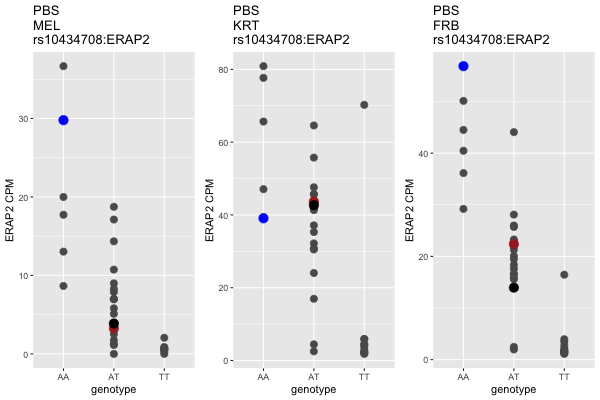 PBS
MEL
rs10434708:ERAP2
ERAP2 CPM
30
20
10
0
AA AT TT
genotype
PBS
KRT
rs10434708:ERAP2
ERAP2 CPM
80
60
40
20
0
AA AT TT
genotype
PBS
FRB
rs10434708:ERAP2
ERAP2 CPM
40
20
0
AA AT TT
genotype